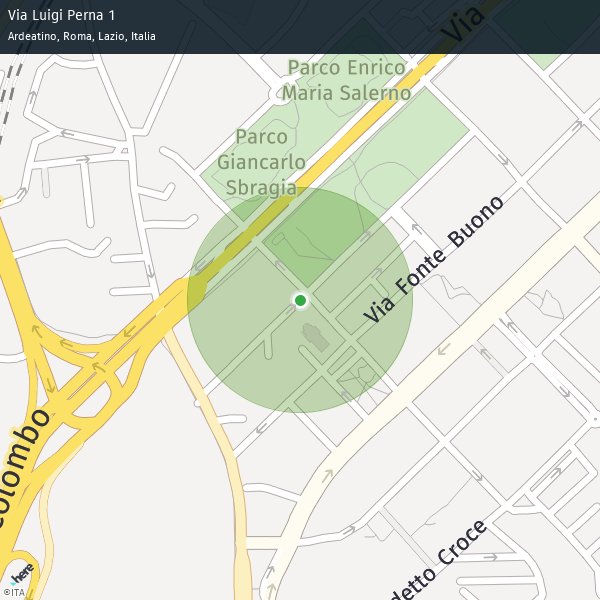 Via Luigi Perna 1
Ardeatino, Roma, Lazio, Italia
Via
Parco Enrico
Maria Salerno
Parco
Giancarlo
Sbragia
Via Fonte Buono
Colombo
detto Croce
here
©ITA